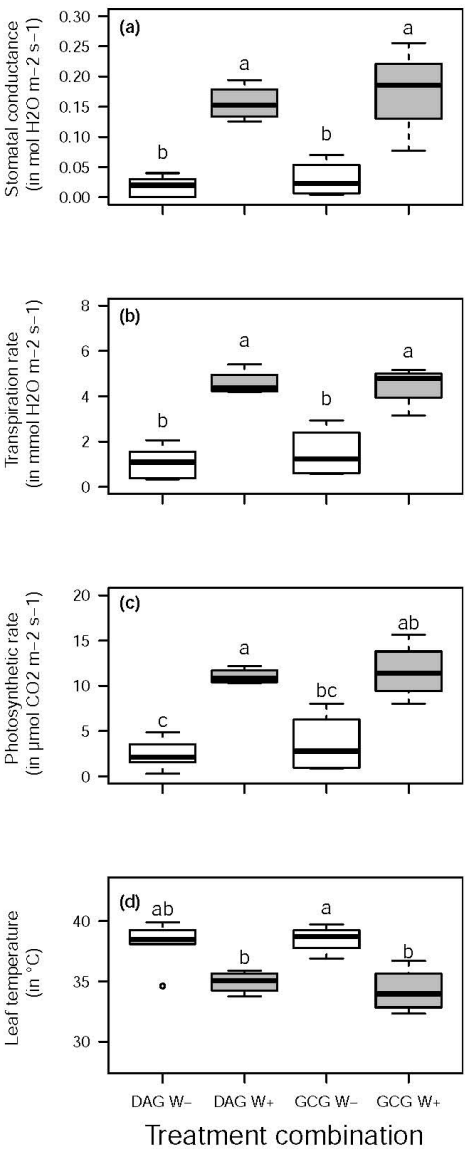 (a)
Stomatal conductance
(in mol H2O m−2 s−1)
0.30
0.25
0.20
0.15
0.10
0.05
0.00
b
a
b
a
(b)
Transpiration rate
(in mmol H2O m−2 s−1)
8
6
4
2
0
b
a
b
a
(c)
Photosynthetic rate
(in µmol CO2 m−2 s−1)
20
15
10
5
0
c
a
bc
ab
(d)
Leaf temperature
(in °C)
40
35
30
ab
b
a
b
DAG W− DAG W+ GCG W− GCG W+
Treatment combination